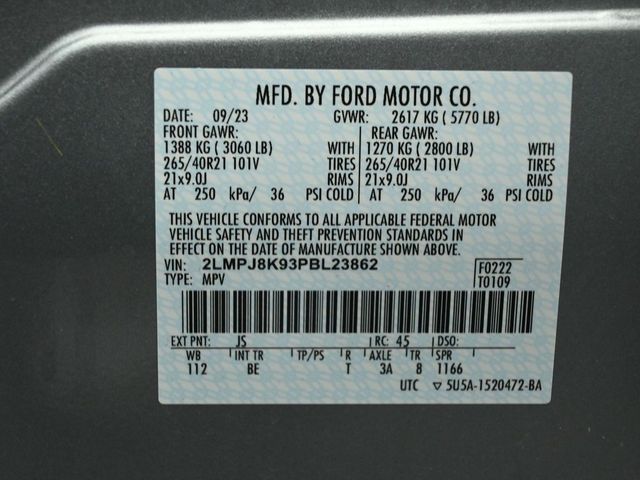 MFD. BY FORD MOTOR CO.
DATE: 09/23 GVWR: 2617 KG ( 5770 LB)
FRONT GAWR: REAR GAWR:
1388 KG ( 3060 LB) WITH 1270 KG ( 2800 LB)
265/40R21 101V TIRES 265/40R21 101V
21x9.0J RIMS 21x9.0J
AT 250 kPa/ 36 PSI COLD AT 250 kPa/ 36 PSI COLD
THIS VEHICLE CONFORMS TO ALL APPLICABLE FEDERAL MOTOR
VEHICLE SAFETY AND THEFT PREVENTION STANDARDS IN
EFFECT ON THE DATE OF MANUFACTURE SHOWN ABOVE.
VIN: 2LMPJ8K93PBL23862 F0222
TYPE: MPV T0109
EXT PNT: JS RC: 45 DSO:
WB INT TR TP/PS R AXLE TR SPR
112 BE T 3A 8 1166
UTC ▽ 5U5A-1520472-BA